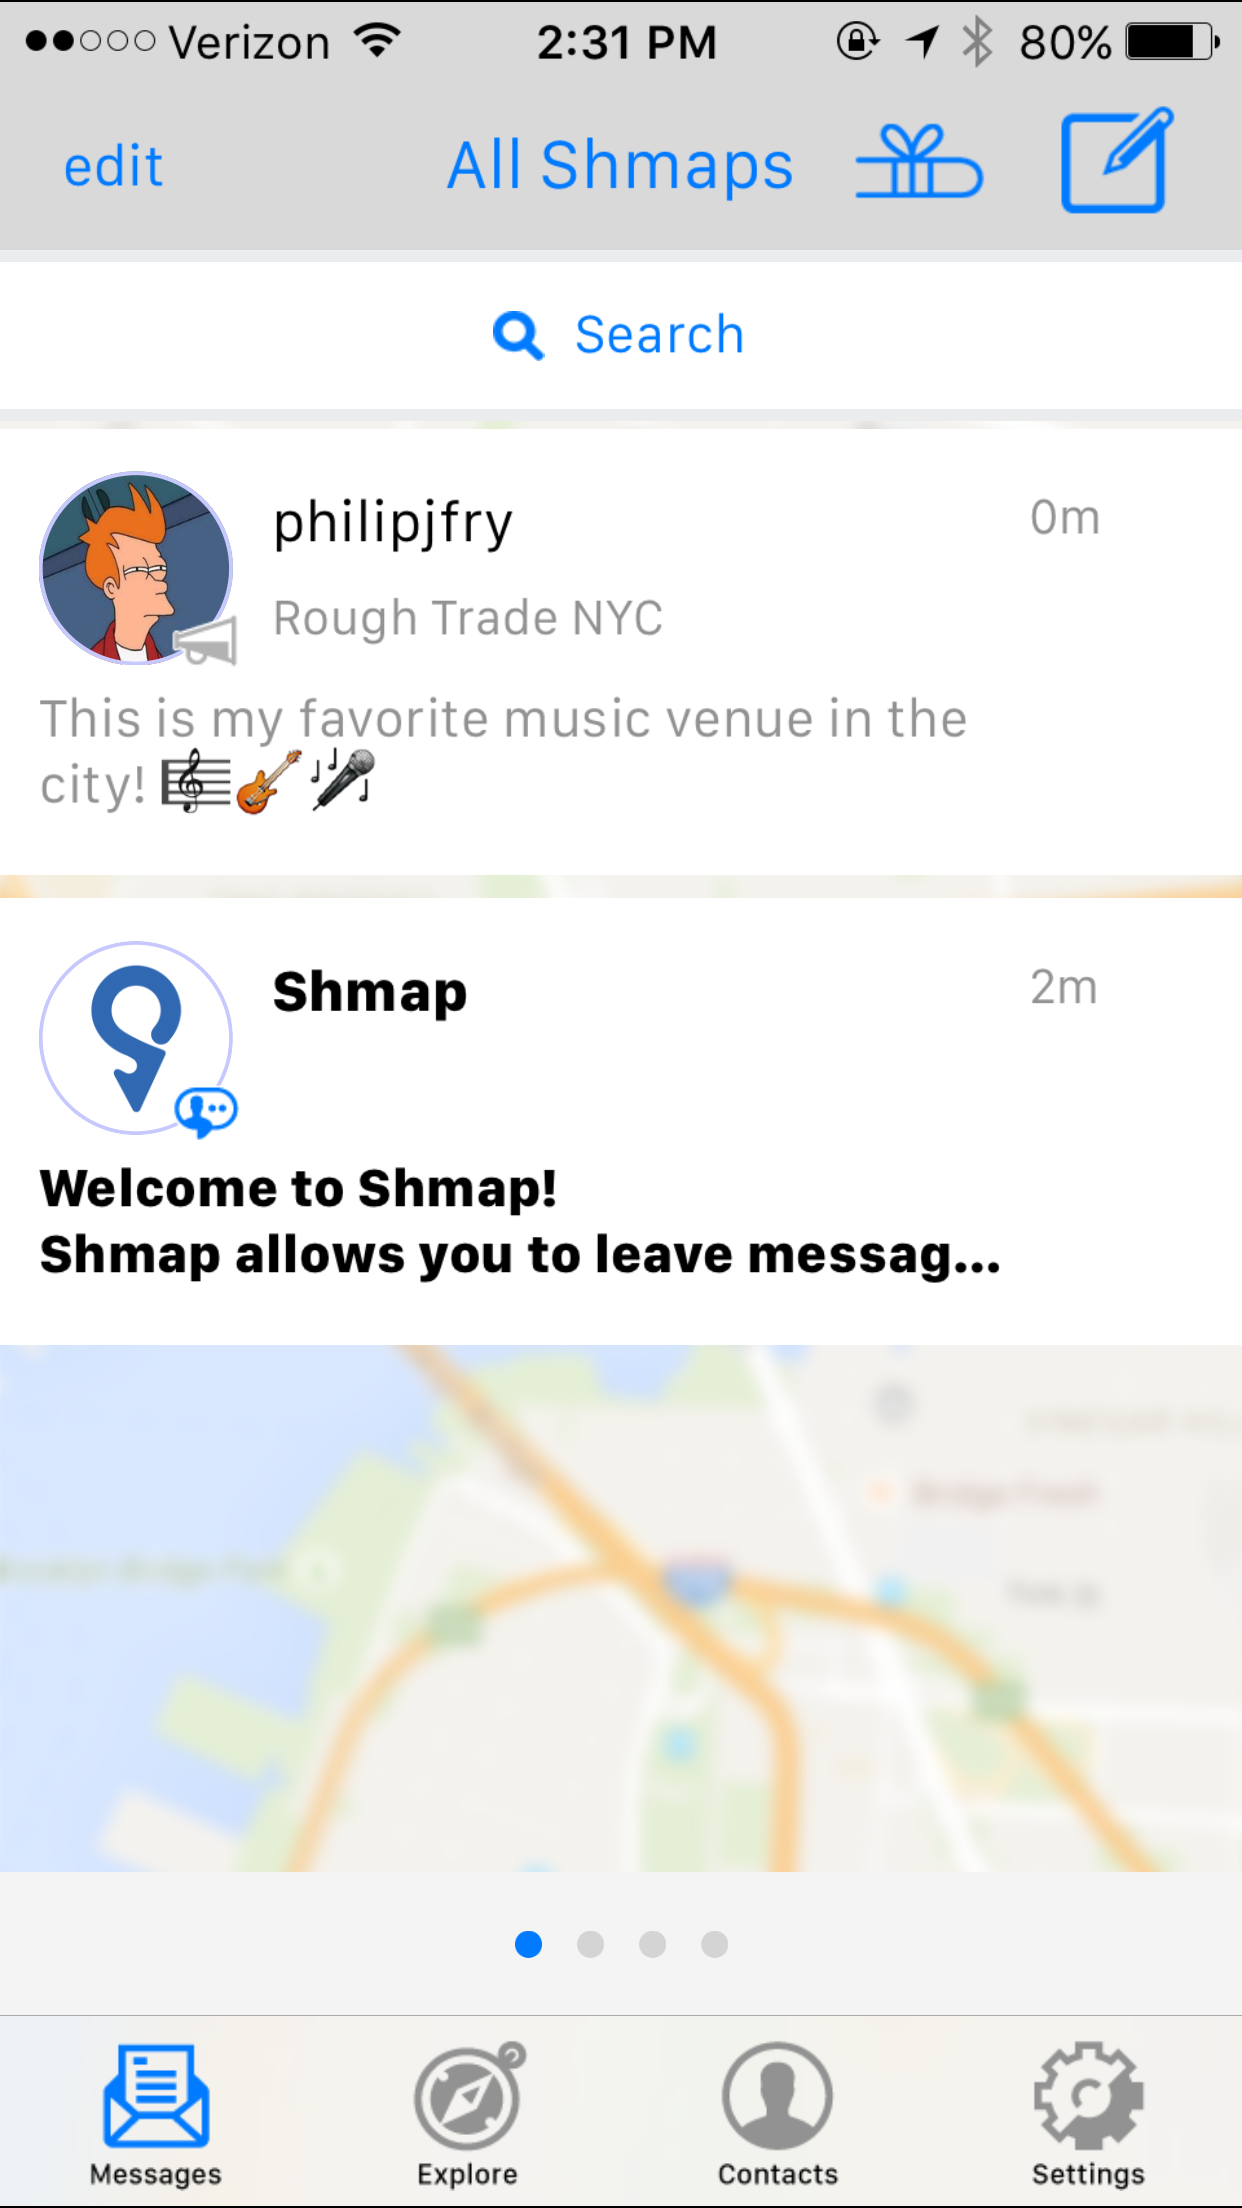 Verizon 2:31 PM 80%
edit All Shmaps
Search
philipjfry 0m
Rough Trade NYC
This is my favorite music venue in the
city! 🎼🎸🎤
Shmap 2m
Welcome to Shmap!
Shmap allows you to leave messag...
Messages Explore Contacts Settings